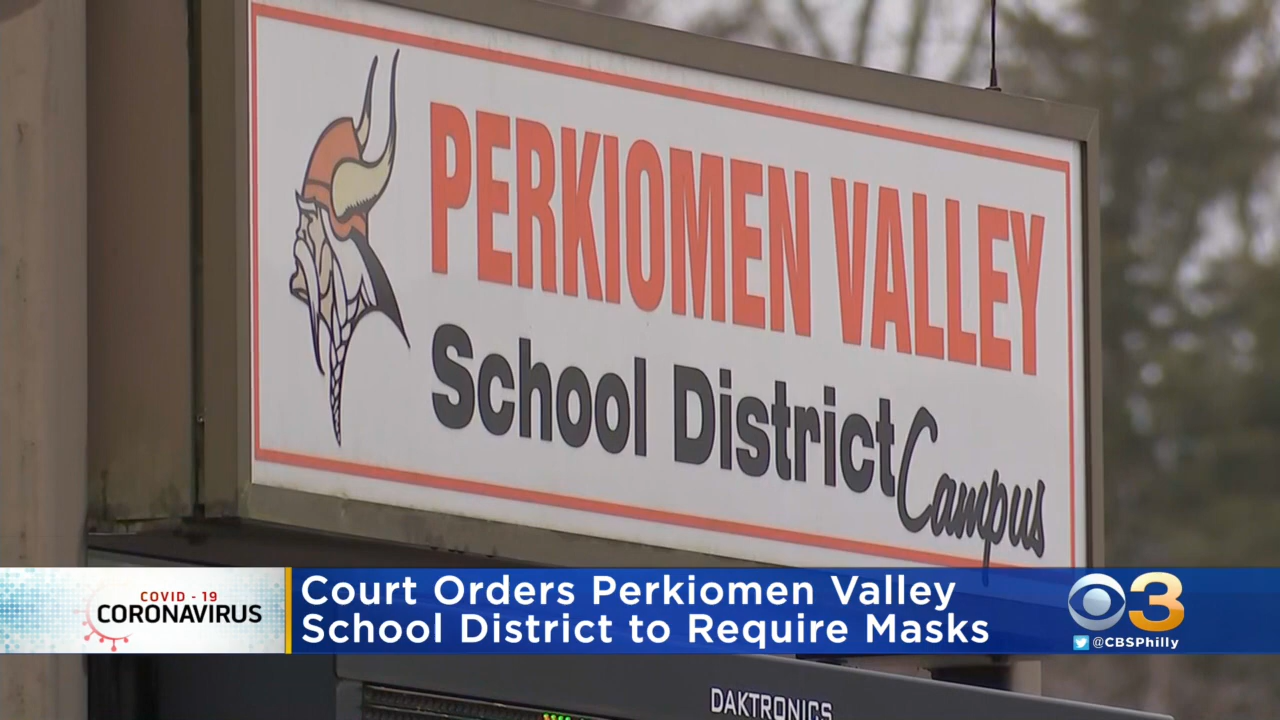 PERKIOMEN VALLEY
School District Campus
COVID - 19
CORONAVIRUS
Court Orders Perkiomen Valley
School District to Require Masks
3
@CBSPhilly
DAKTRONICS